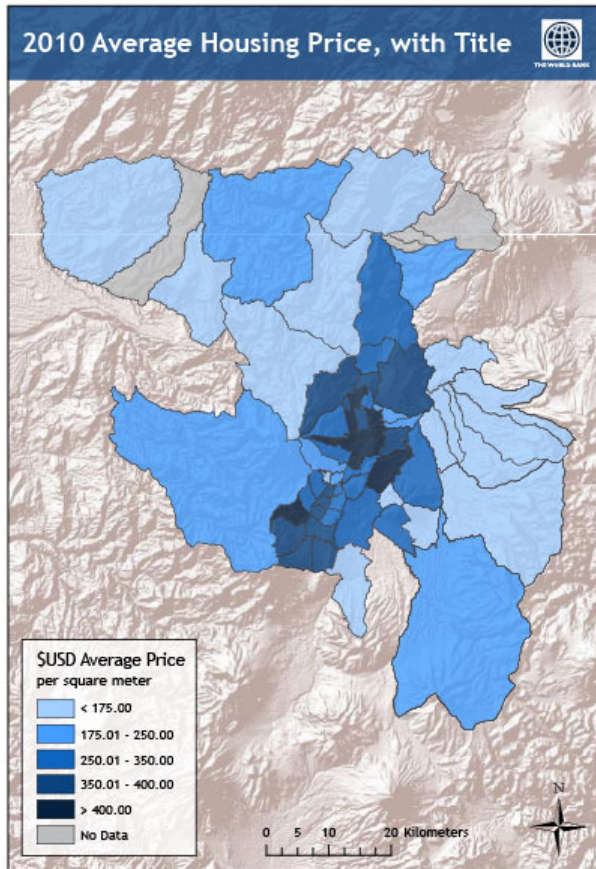 2010 Average Housing Price, with Title
THE WORLD BANK
$USD Average Price
per square meter
< 175.00
175.01 - 250.00
250.01 - 350.00
350.01 - 400.00
> 400.00
No Data
N
0 5 10 20 Kilometers